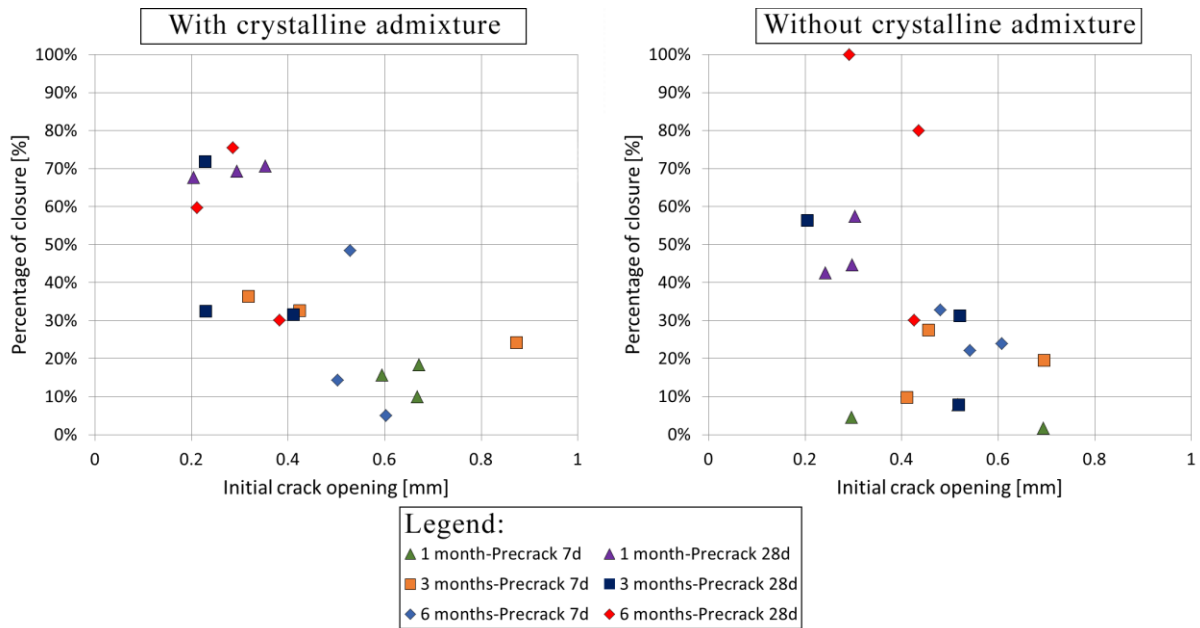 With crystalline admixture
100%
90%
80%
70%
60%
50%
40%
30%
20%
10%
0%
Percentage of closure [%]
0 0.2 0.4 0.6 0.8 1
Initial crack opening [mm]
Without crystalline admixture
100%
90%
80%
70%
60%
50%
40%
30%
20%
10%
0%
Percentage of closure [%]
0 0.2 0.4 0.6 0.8 1
Initial crack opening [mm]
Legend:
1 month-Precrack 7d 1 month-Precrack 28d
3 months-Precrack 7d 3 months-Precrack 28d
6 months-Precrack 7d 6 months-Precrack 28d